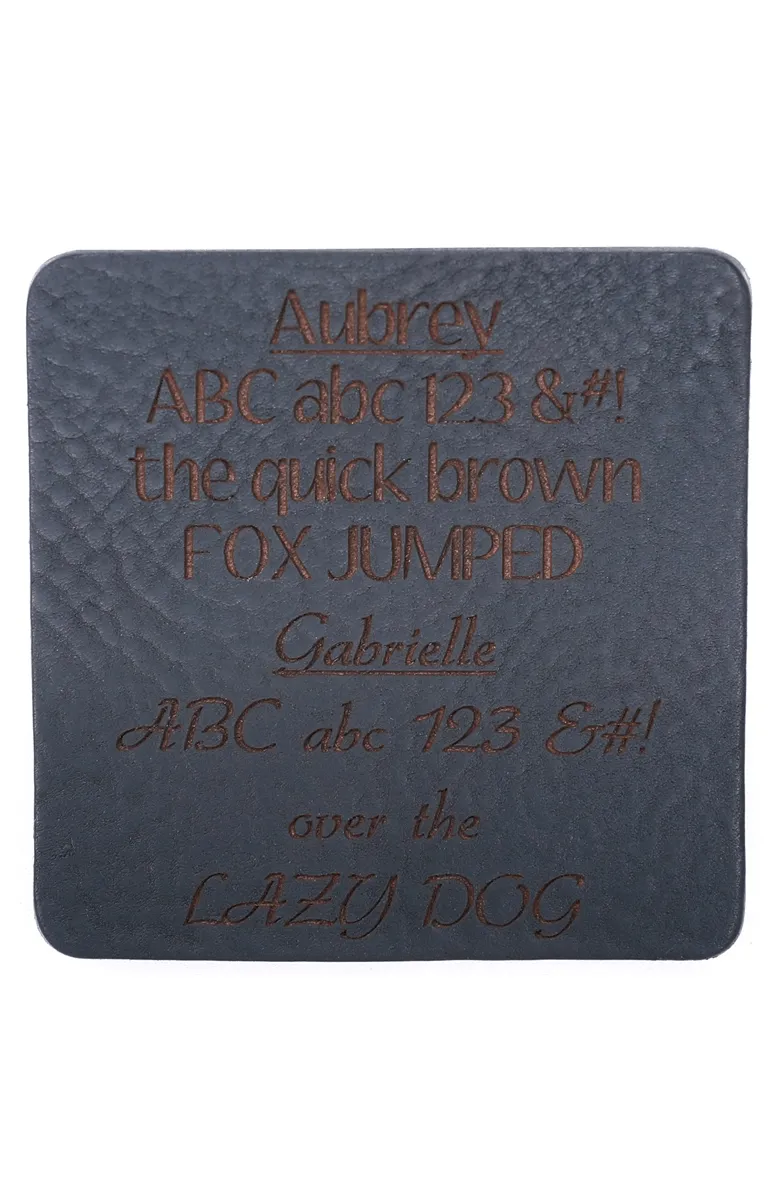 Aubrey
ABC abc 123 &#!
the quick brown
FOX JUMPED
Gabrielle
ABC abc 123 &#!
over the
LAZY DOG